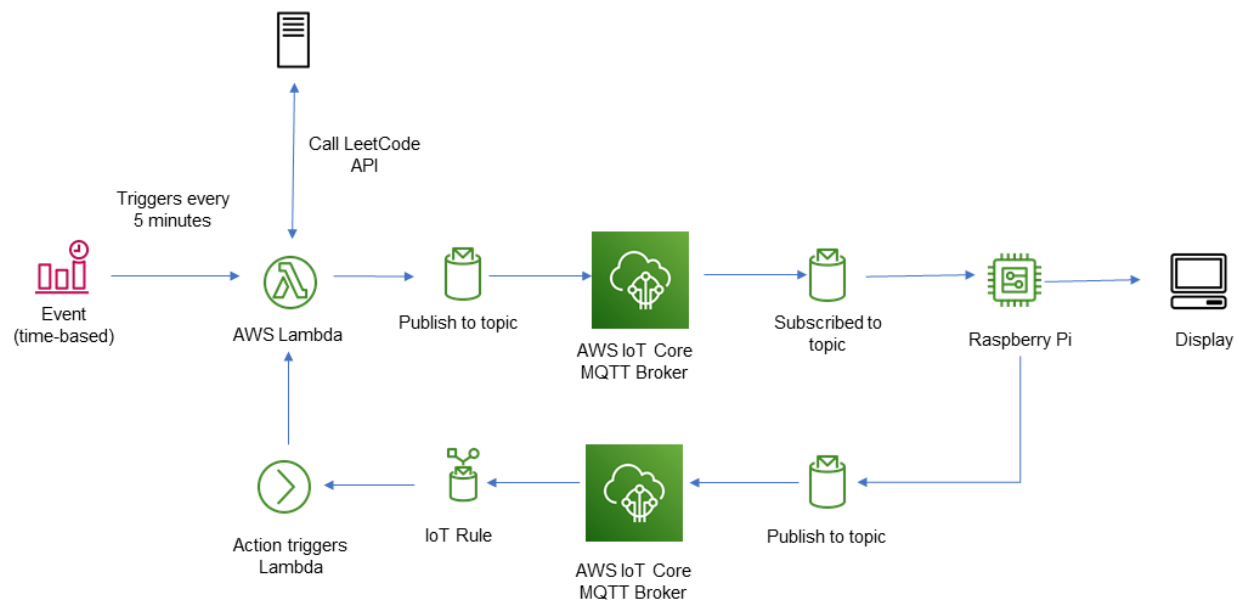 Call LeetCode
API
Triggers every
5 minutes
Event
(time-based)
AWS Lambda
Publish to topic
AWS IoT Core
MQTT Broker
Subscribed to
topic
Raspberry Pi
Display
Action triggers
Lambda
IoT Rule
AWS IoT Core
MQTT Broker
Publish to topic